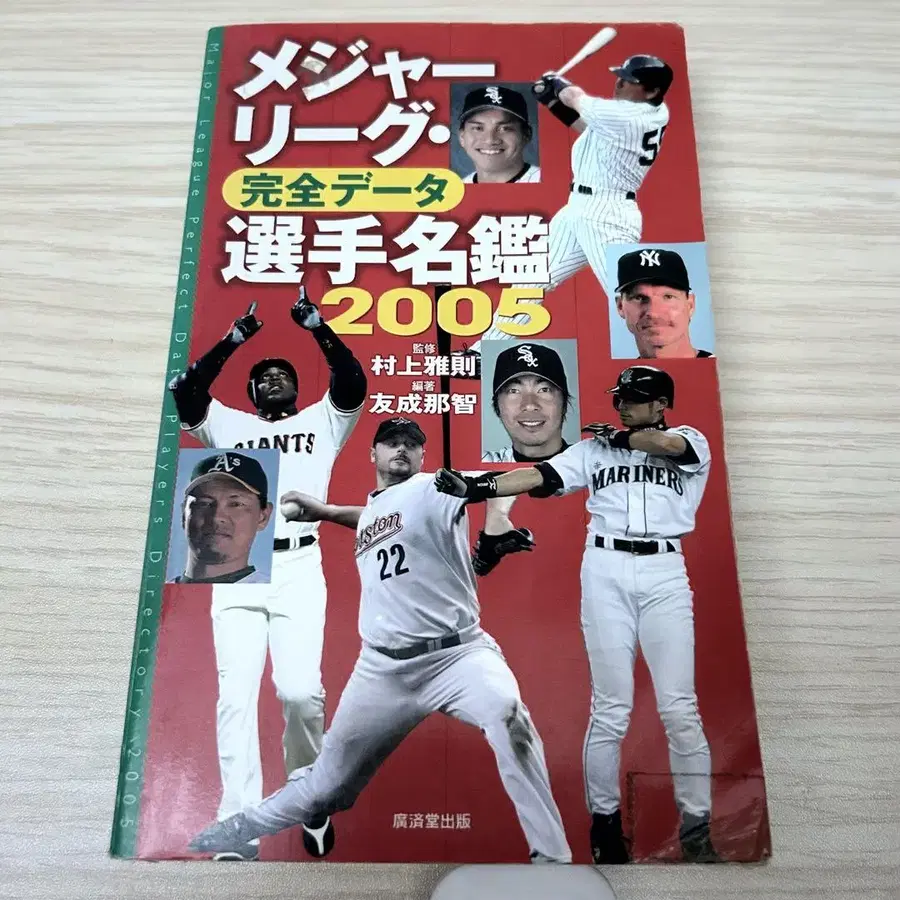 Major League Perfect Data Players Directory 2005
メジャー
リーグ・
完全データ
選手名鑑
2005
監修
村上雅則
編著
友成那智
Sox
55
NY
Sox
GIANTS
A's
Houston
22
MARINERS
廣済堂出版